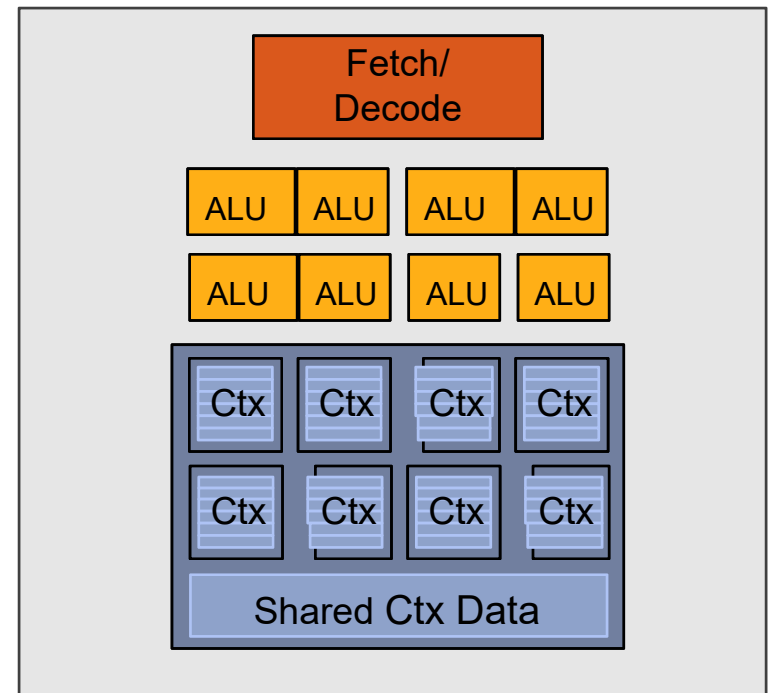 Fetch/
Decode
ALU ALU ALU ALU
ALU ALU ALU ALU
Ctx Ctx Ctx Ctx
Ctx Ctx Ctx Ctx
Shared Ctx Data